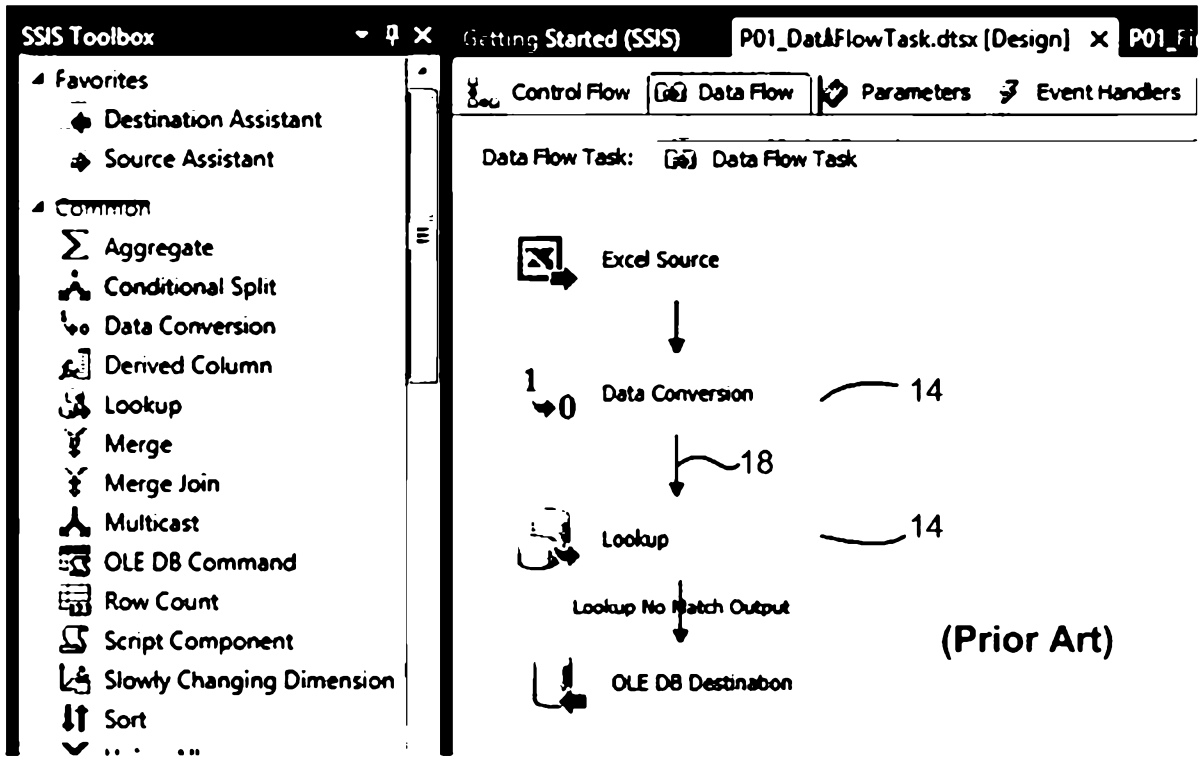 SSIS Toolbox
Getting Started (SSIS)
P01_DataFlowTask.dtsx [Design]
P01_Fi
Favorites
Destination Assistant
Source Assistant
Common
Aggregate
Conditional Split
Data Conversion
Derived Column
Lookup
Merge
Merge Join
Multicast
OLE DB Command
Row Count
Script Component
Slowly Changing Dimension
Sort
Control Flow
Data Flow
Parameters
Event Handlers
Data Flow Task:
Data Flow Task
Excel Source
1
0
Data Conversion
14
18
Lookup
14
Lookup No Match Output
(Prior Art)
OLE DB Destination